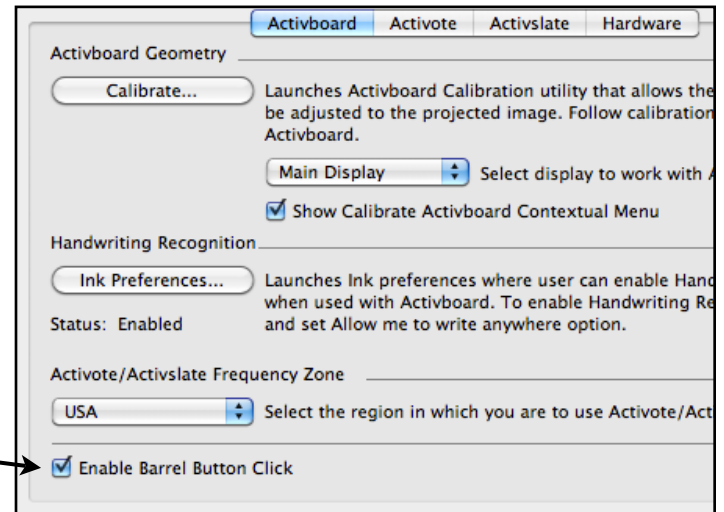 Activboard Activote Activslate Hardware
Activboard Geometry
Calibrate... Launches Activboard Calibration utility that allows the
be adjusted to the projected image. Follow calibration
Activboard.
Main Display Select display to work with A
Show Calibrate Activboard Contextual Menu
Handwriting Recognition
Ink Preferences... Launches Ink preferences where user can enable Hand
when used with Activboard. To enable Handwriting Re
Status: Enabled and set Allow me to write anywhere option.
Activote/Activslate Frequency Zone
USA Select the region in which you are to use Activote/Act
Enable Barrel Button Click